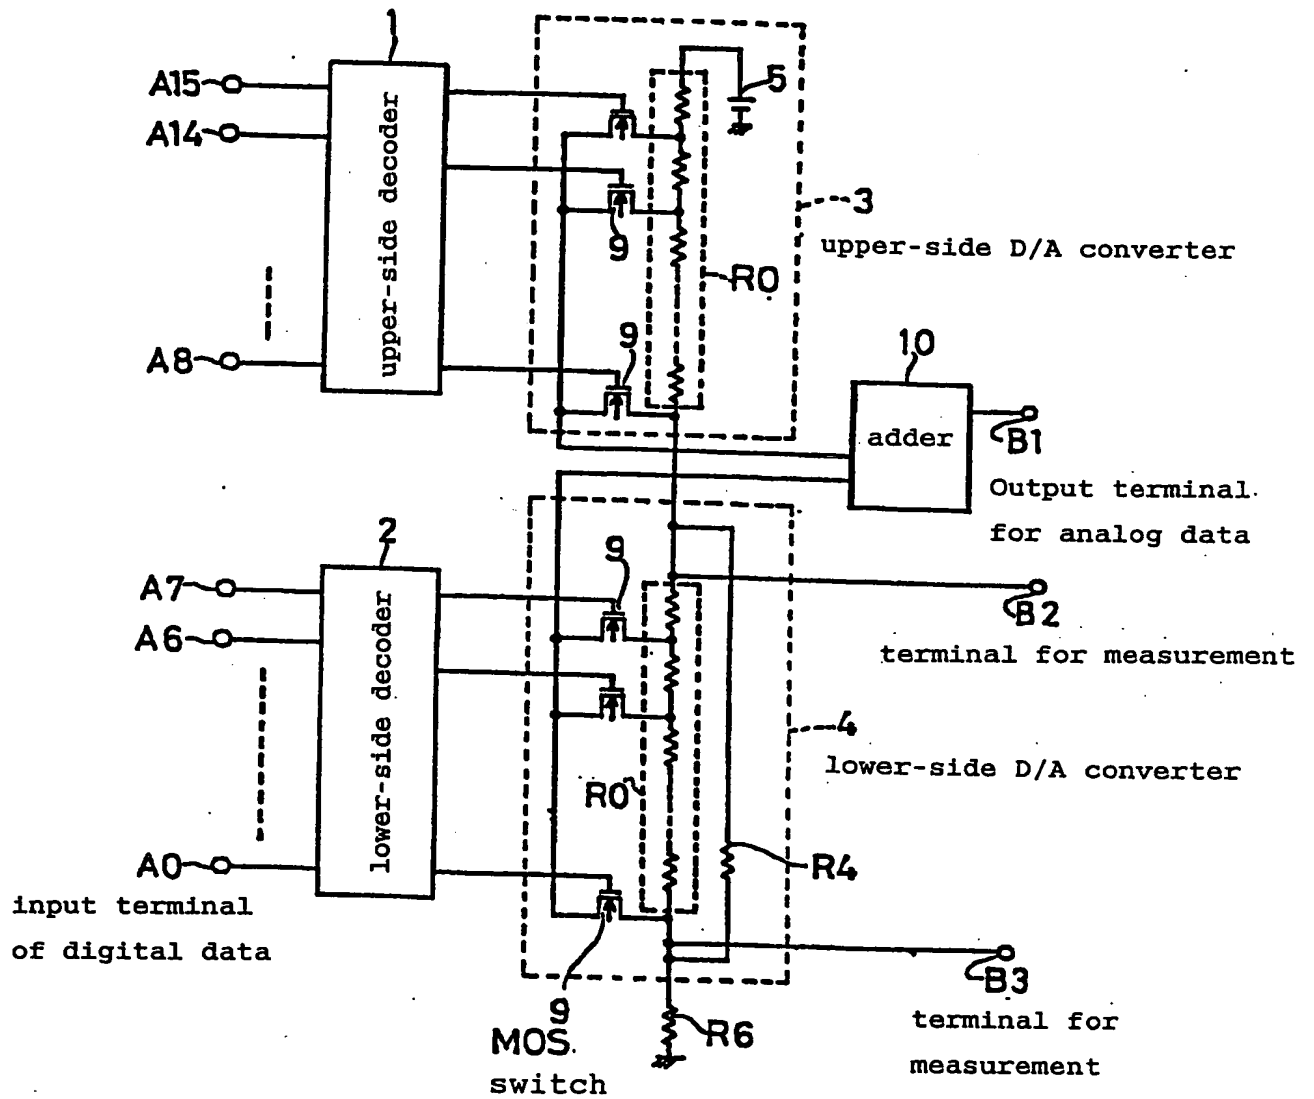 1
A15
A14
A8
upper-side decoder
5
3
upper-side D/A converter
R0
9
9
10
adder
B1
Output terminal
for analog data
2
A7
A6
A0
lower-side decoder
9
B2
terminal for measurement
4
lower-side D/A converter
R0
R4
input terminal
of digital data
B3
terminal for
measurement
9
MOS.
switch
R6